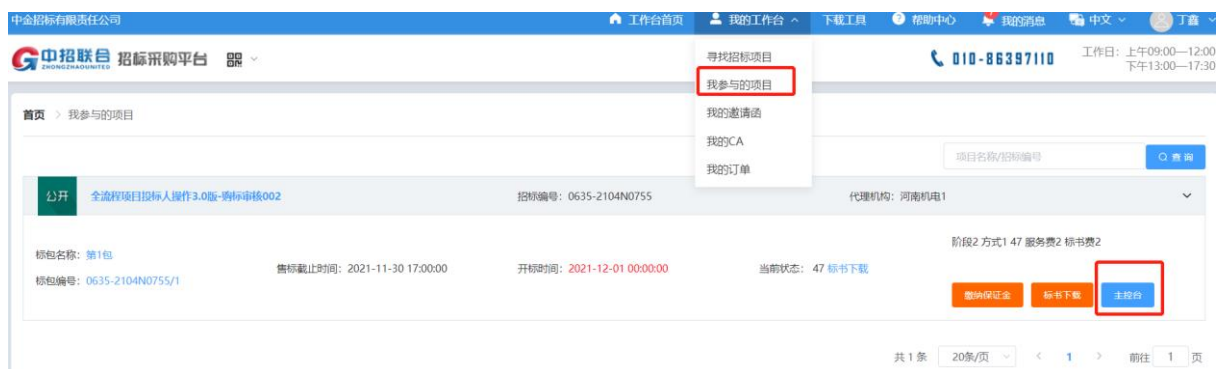 中金招标有限责任公司 工作台首页 我的工作台 下载工具 帮助中心 我的消息 中文 丁鑫
中招联合 招标采购平台 010-86397110 工作日: 上午09:00—12:00
ZHONGZHAOUNITED 下午13:00—17:30
寻找招标项目
我参与的项目
我的邀请函
我的CA
我的订单
首页 > 我参与的项目
项目名称/招标编号 查询
公开 全流程项目投标人操作3.0版-购标审核002 招标编号: 0635-2104N0755 代理机构: 河南机电1
阶段2 方式1 47 服务费2 标书费2
标包名称: 第1包
售标截止时间: 2021-11-30 17:00:00 开标时间: 2021-12-01 00:00:00 当前状态: 47 标书下载
标包编号: 0635-2104N0755/1
缴纳保证金 标书下载 主控台
共 1 条 20条/页 < 1 > 前往 1 页